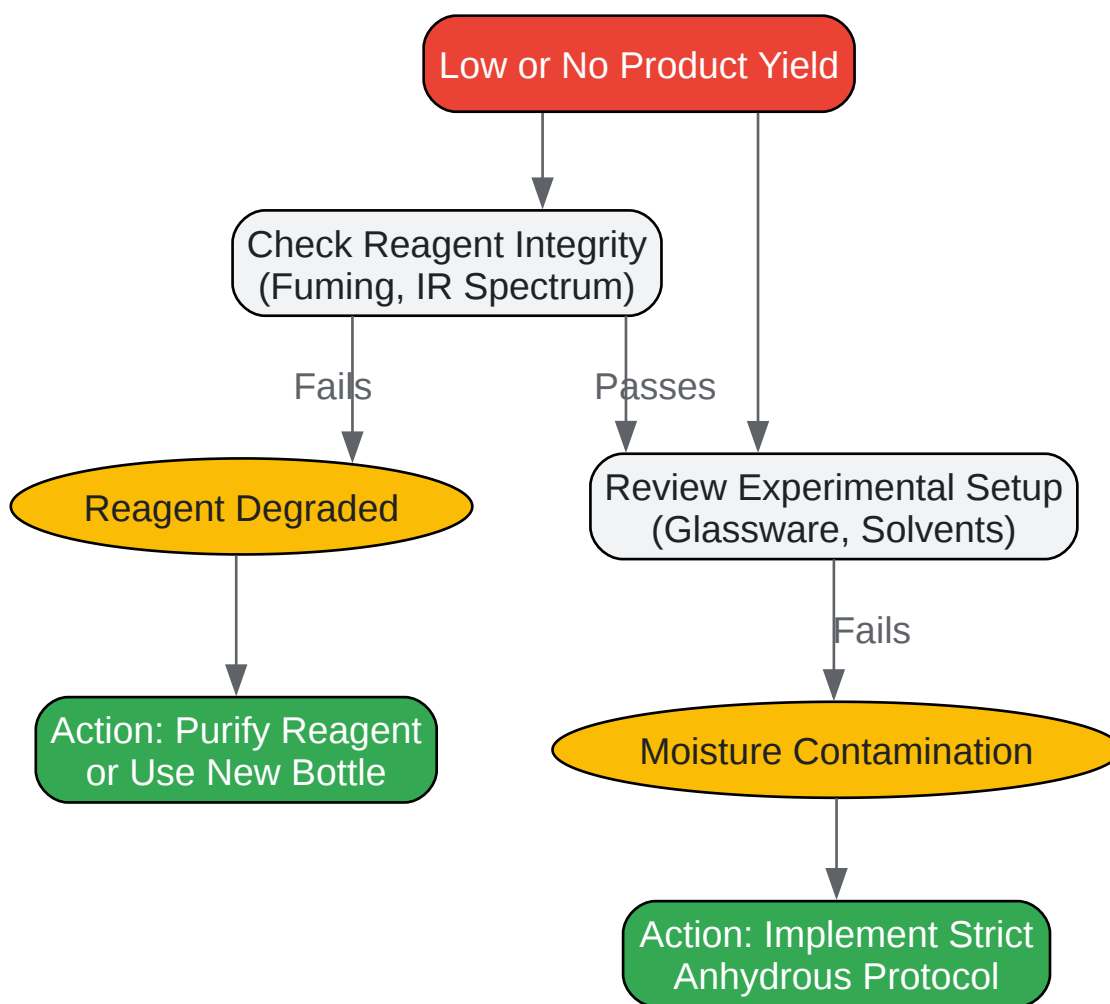 Low or No Product Yield
Check Reagent Integrity
(Fuming, IR Spectrum)
Fails
Passes
Reagent Degraded
Review Experimental Setup
(Glassware, Solvents)
Fails
Action: Purify Reagent
or Use New Bottle
Moisture Contamination
Action: Implement Strict
Anhydrous Protocol